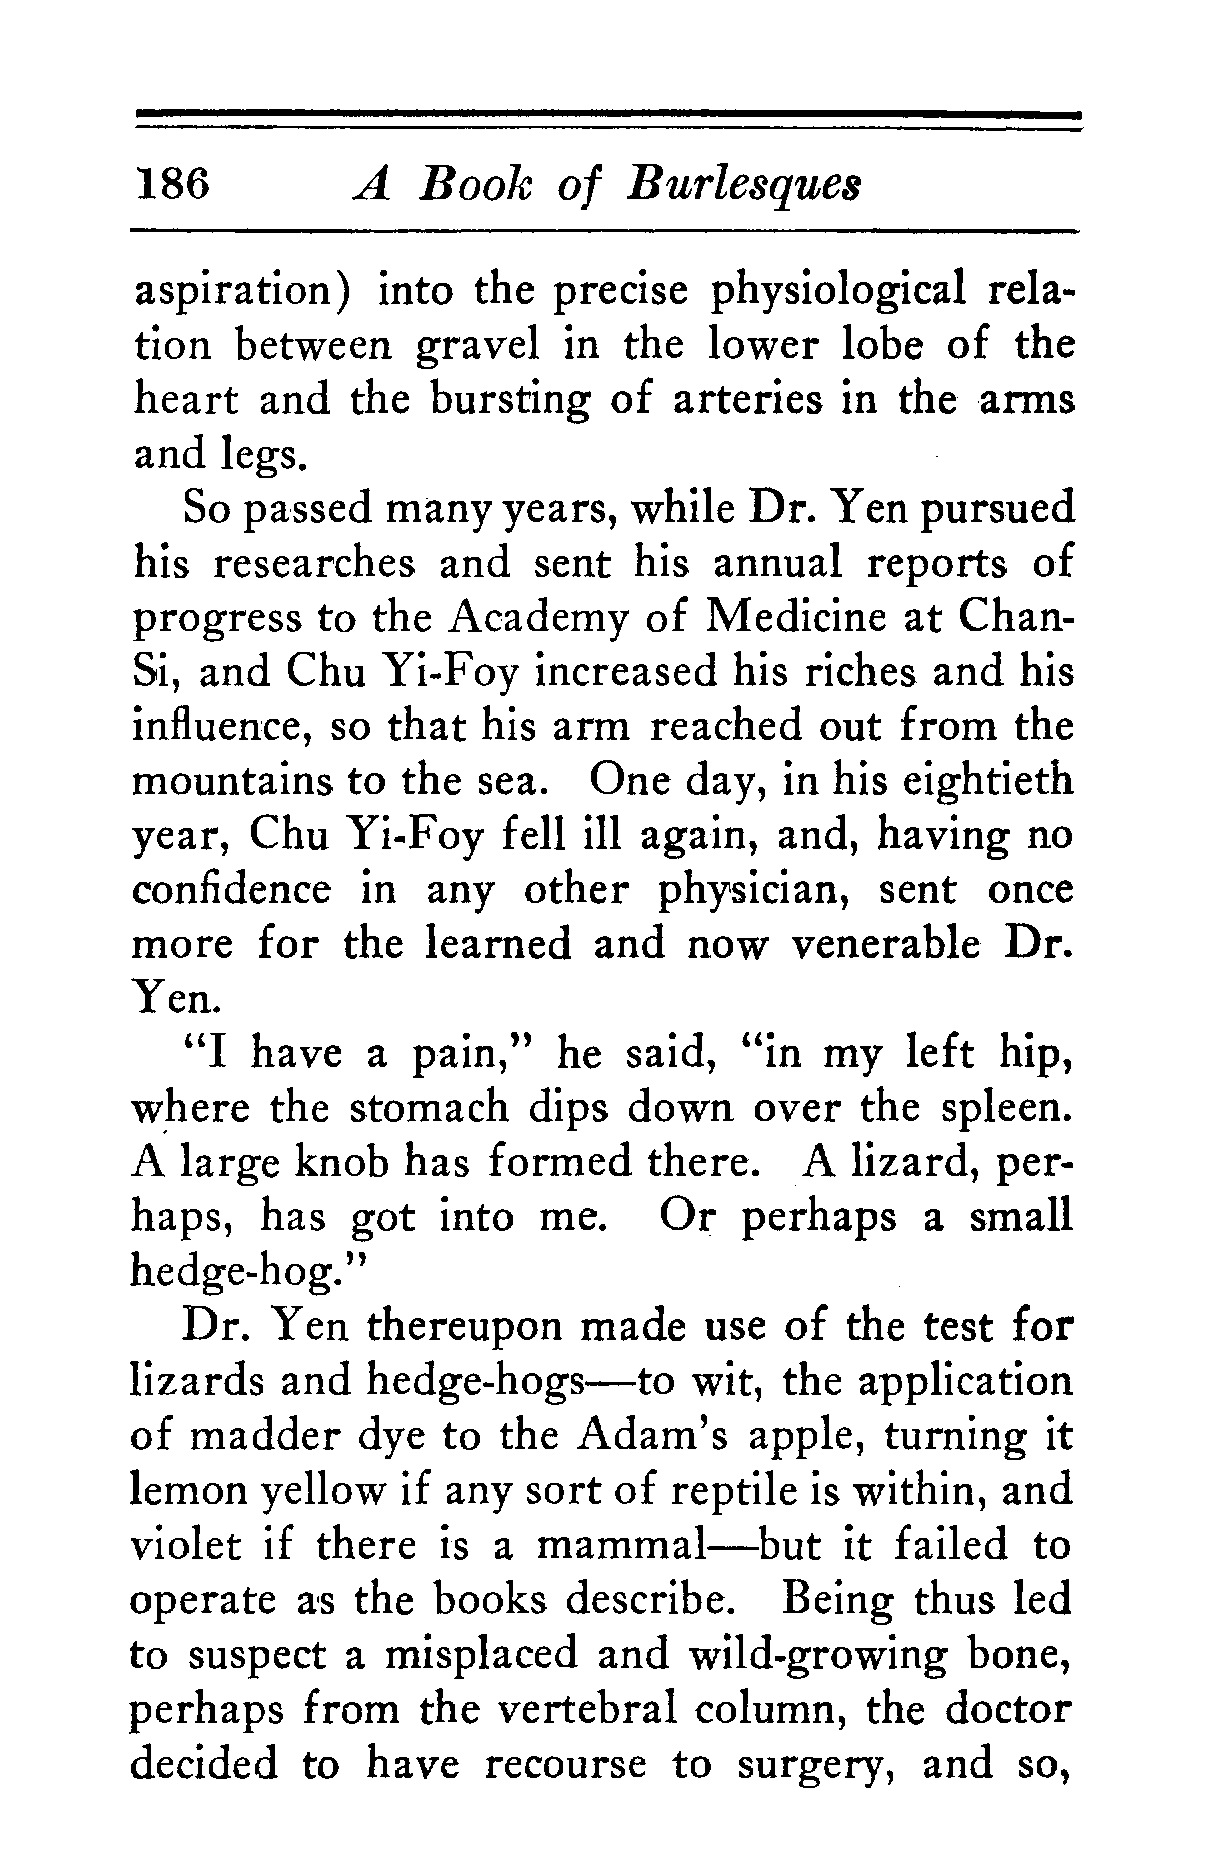 186 A Book of Burlesques
aspiration) into the precise physiological rela-
tion between gravel in the lower lobe of the
heart and the bursting of arteries in the arms
and legs.
So passed many years, while Dr. Yen pursued
his researches and sent his annual reports of
progress to the Academy of Medicine at Chan-
Si, and Chu Yi-Foy increased his riches and his
influence, so that his arm reached out from the
mountains to the sea. One day, in his eightieth
year, Chu Yi-Foy fell ill again, and, having no
confidence in any other physician, sent once
more for the learned and now venerable Dr.
Yen.
“I have a pain,” he said, “in my left hip,
where the stomach dips down over the spleen.
A large knob has formed there. A lizard, per-
haps, has got into me. Or perhaps a small
hedge-hog.”
Dr. Yen thereupon made use of the test for
lizards and hedge-hogs—to wit, the application
of madder dye to the Adam’s apple, turning it
lemon yellow if any sort of reptile is within, and
violet if there is a mammal—but it failed to
operate as the books describe. Being thus led
to suspect a misplaced and wild-growing bone,
perhaps from the vertebral column, the doctor
decided to have recourse to surgery, and so,